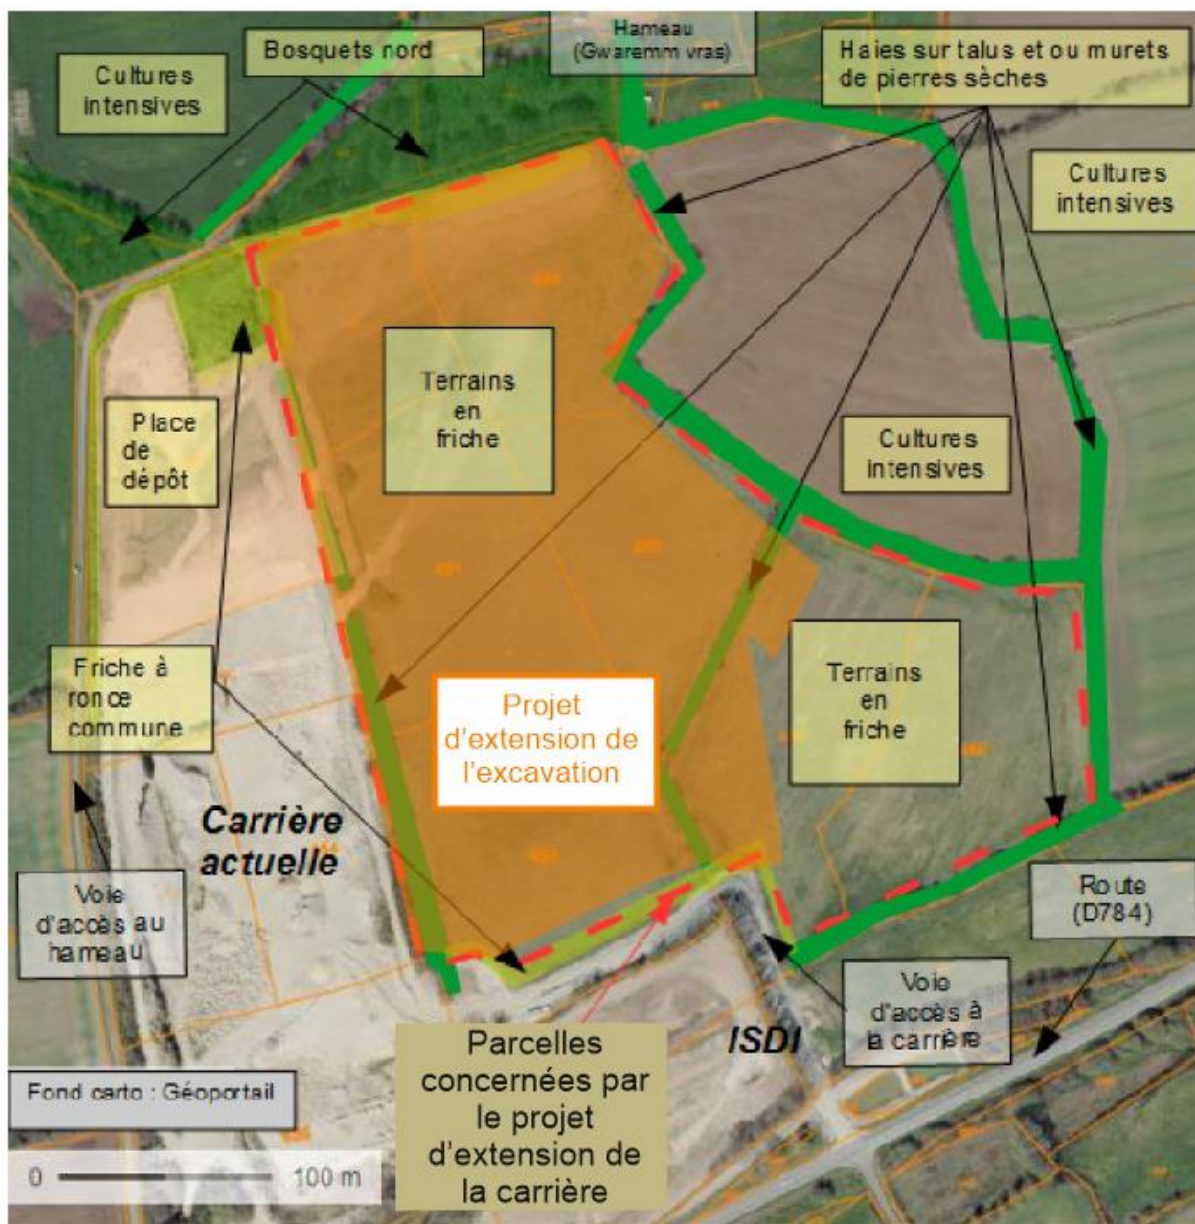 Hameau
(Gwaremm vras)
Bosquets nord
Haies sur talus et ou murets
de pierres sèches
Cultures
intensives
Cultures
intensives
Terrains
en
friche
Place
de
dépôt
Cultures
intensives
Friche à
ronce
commune
Terrains
en
friche
Projet
d'extension de
l'excavation
Carrière
actuelle
Voie
d'accès au
hameau
Route
(D784)
Voie
d'accès à
la carrière
ISDI
Parcelles
concernées par
le projet
d'extension de
la carrière
Fond carto : Géoportail
0 100 m